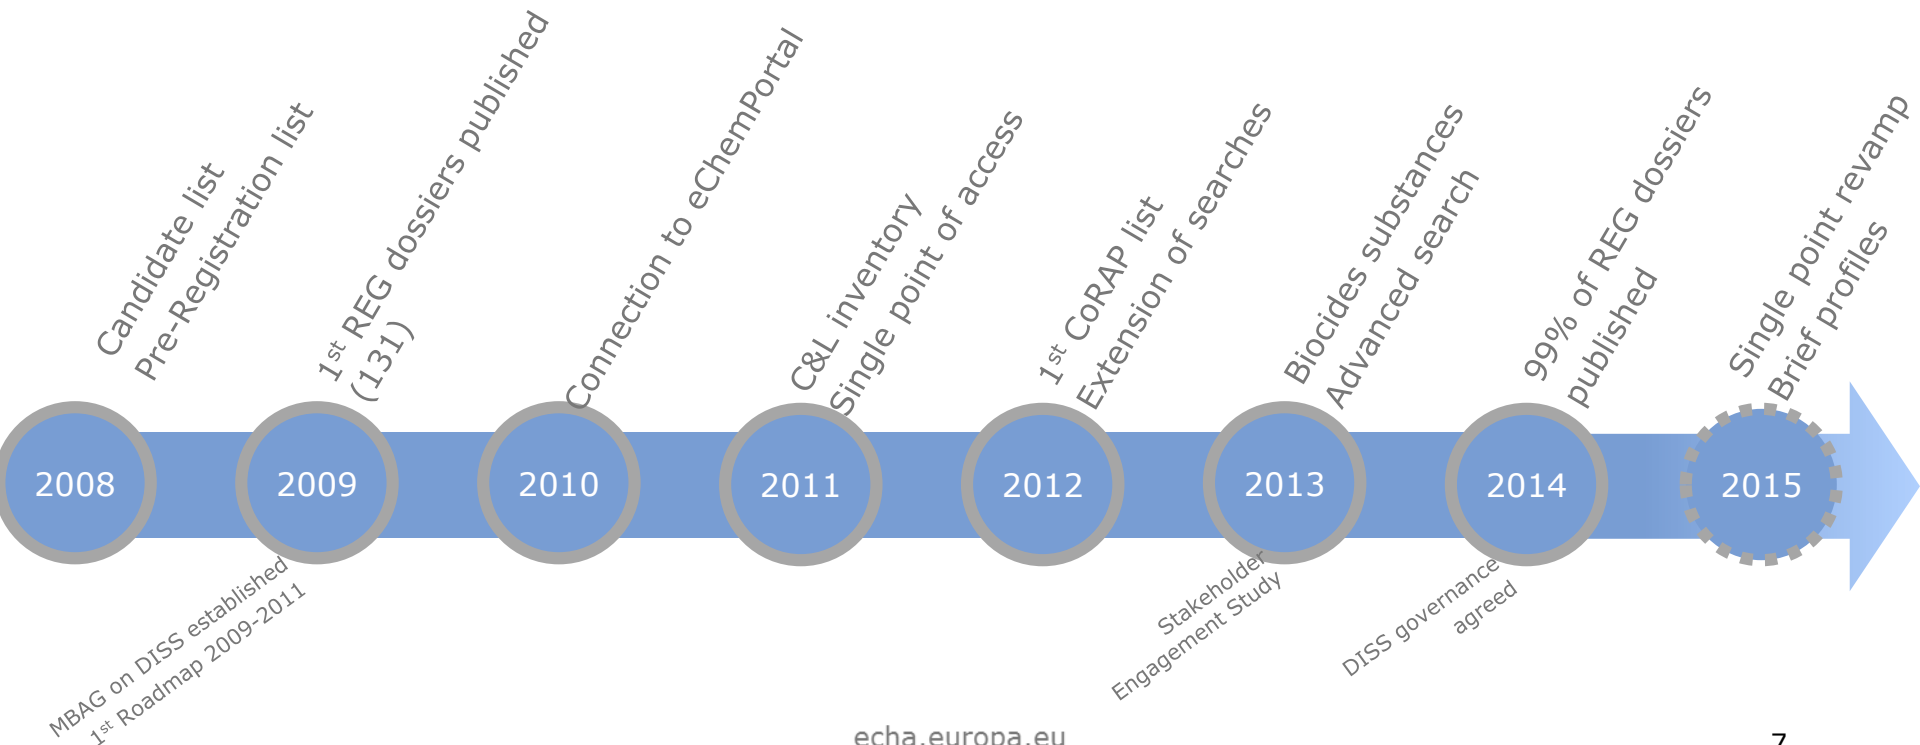 Candidate list
Pre-Registration list
1st REG dossiers published
(131)
Connection to eChemPortal
C&L inventory
Single point of access
1st CoRAP list
Extension of searches
Biocides substances
Advanced search
99% of REG dossiers
published
Single point revamp
Brief profiles
2008
2009
2010
2011
2012
2013
2014
2015
MBAG on DISS established
1st Roadmap 2009-2011
Stakeholder
Engagement Study
DISS governance
agreed
echa.europa.eu
7